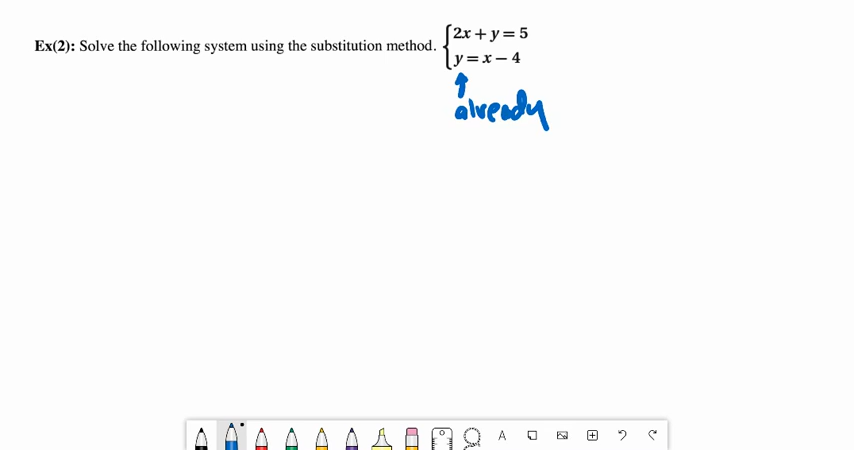 Ex(2): Solve the following system using the substitution method. {2x + y = 5
y = x − 4
already
A